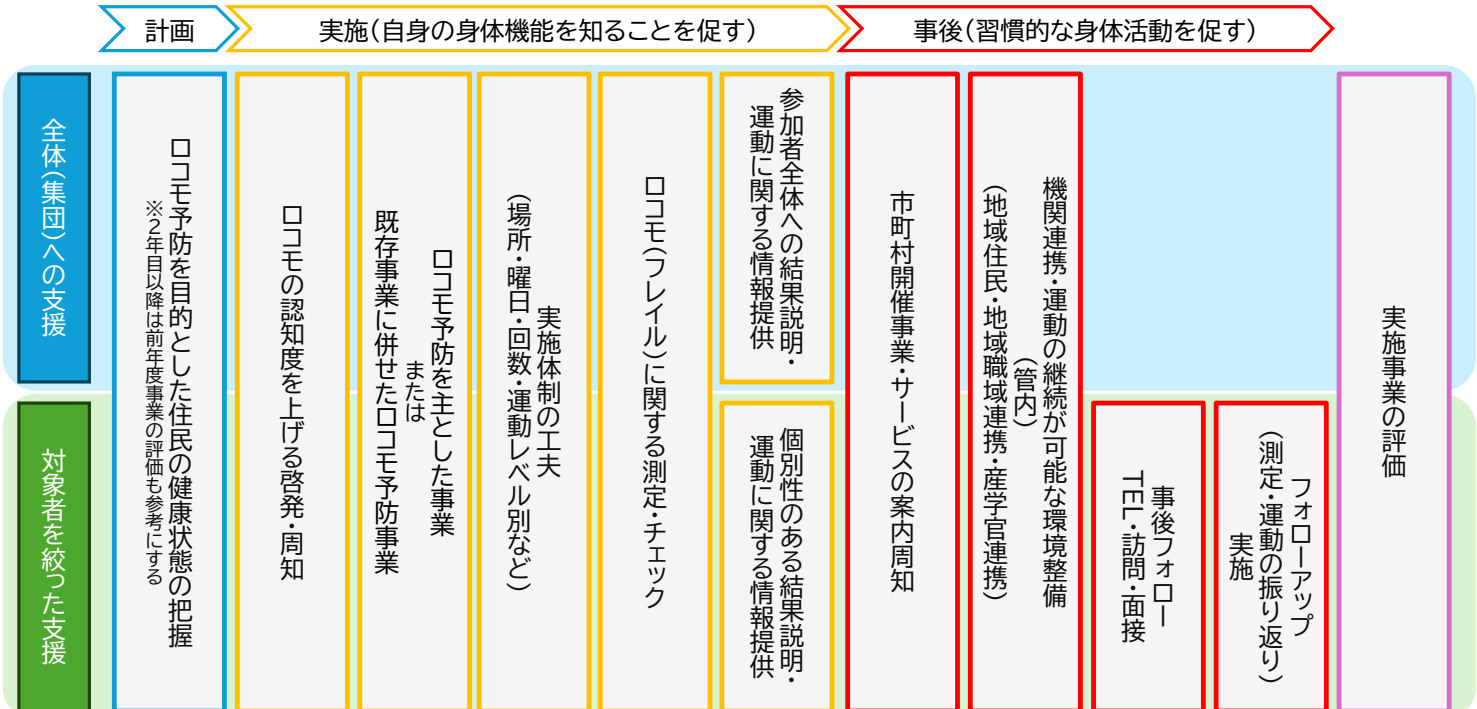 計画
実施（自身の身体機能を知ることを促す）
事後（習慣的な身体活動を促す）
全体（集団）への支援
対象者を絞った支援
ロコモ予防を目的とした住民の健康状態の把握
※２年目以降は前年度事業の評価も参考にする
ロコモの認知度を上げる啓発・周知
ロコモ予防を主とした事業
または
既存事業に併せたロコモ予防事業
実施体制の工夫
（場所・曜日・回数・運動レベル別など）
ロコモ（フレイル）に関する測定・チェック
参加者全体への結果説明・
運動に関する情報提供
個別性のある結果説明・
運動に関する情報提供
市町村開催事業・サービスの案内周知
機関連携・運動の継続が可能な環境整備
（管内）
（地域住民・地域職域連携・産学官連携）
事後フォロー
TEL・訪問・面接
フォローアップ
（測定・運動の振り返り）
実施
実施事業の評価